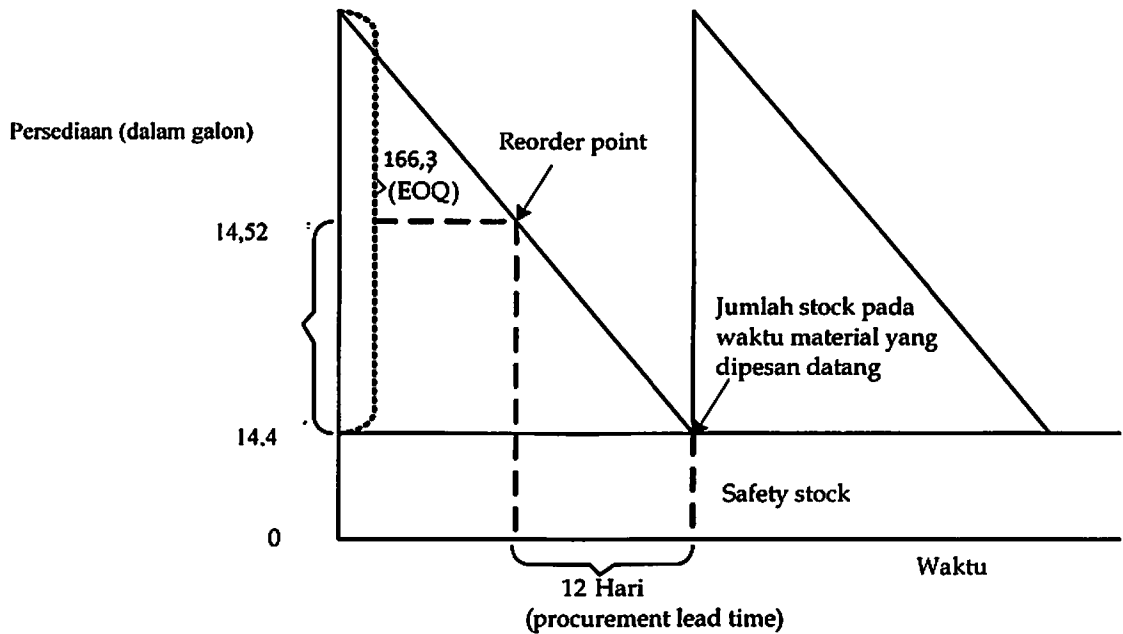 Persediaan (dalam galon)
166,3
(EOQ)
Reorder point
14,52
Jumlah stock pada
waktu material yang
dipesan datang
14.4
Safety stock
0
Waktu
12 Hari
(procurement lead time)